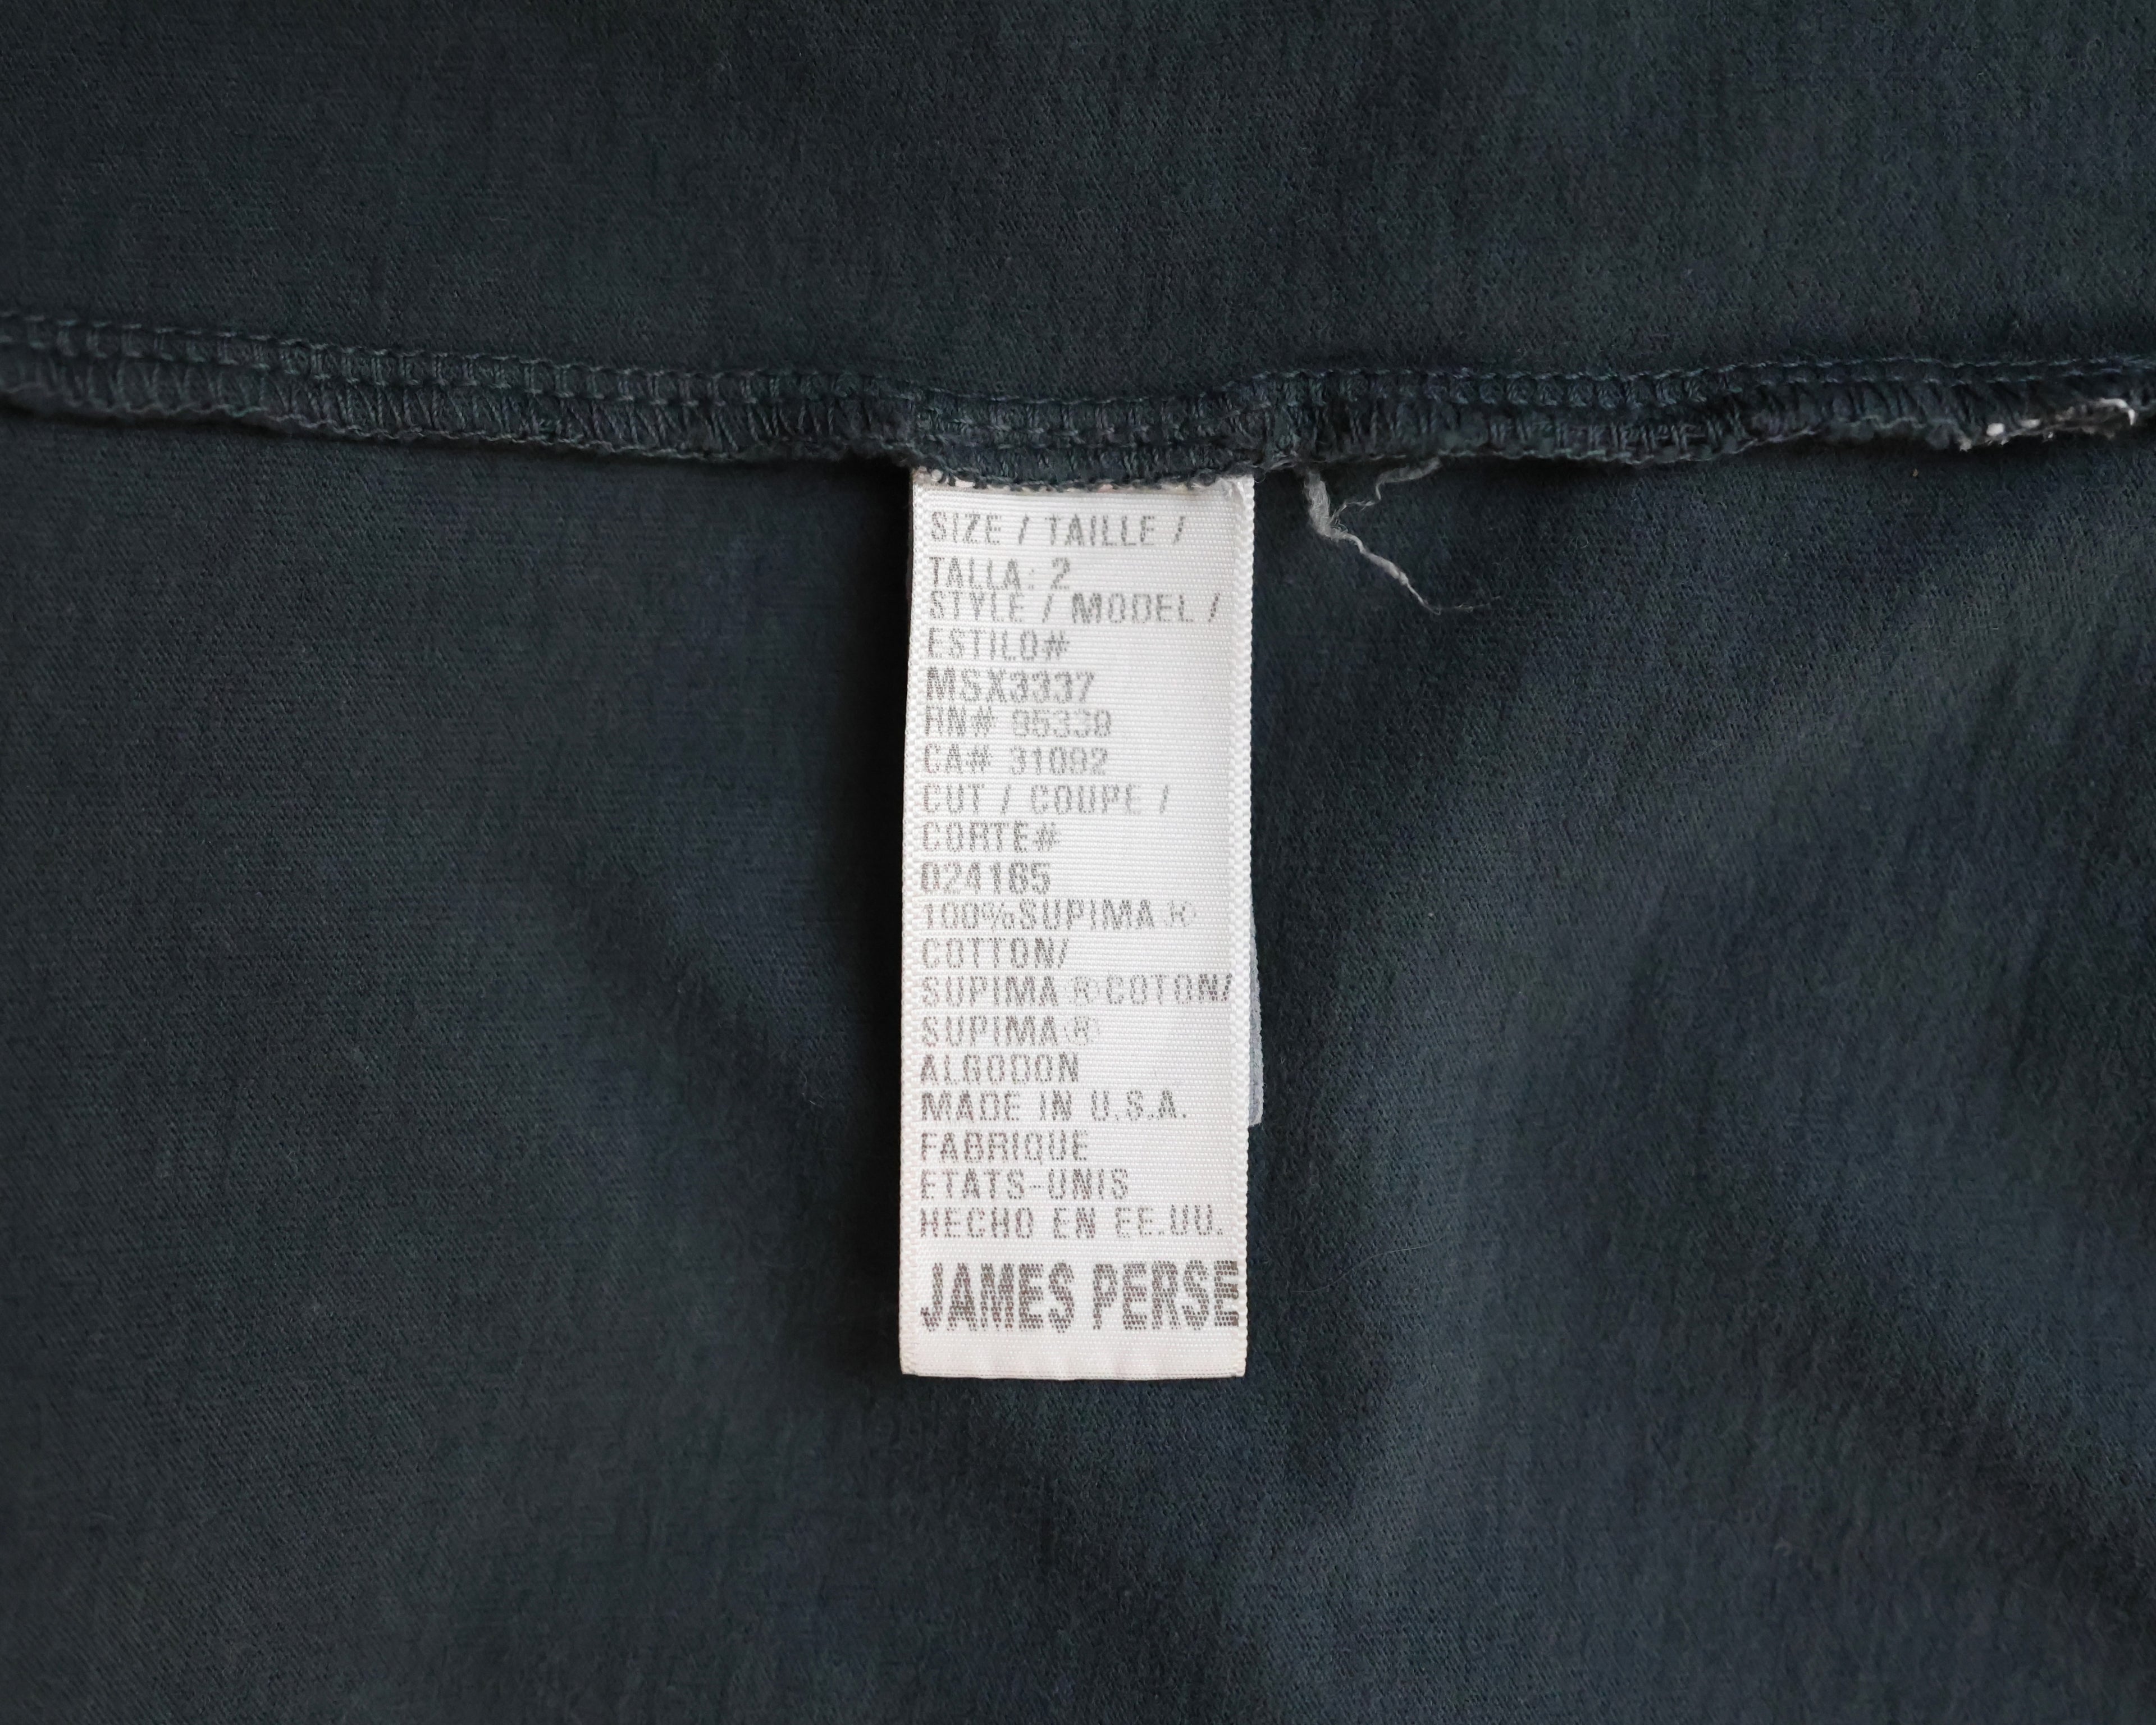 SIZE / TAILLE /
TALLA: 2
STYLE / MODEL /
ESTILO#
MSX3337
RN# 95339
CA# 31092
CUT / COUPE /
CORTE#
024165
100%SUPIMA ®
COTTON/
SUPIMA ®COTON/
SUPIMA®
ALGODON
MADE IN U.S.A.
FABRIQUE
ETATS-UNIS
HECHO EN EE.UU.
JAMES PERSE